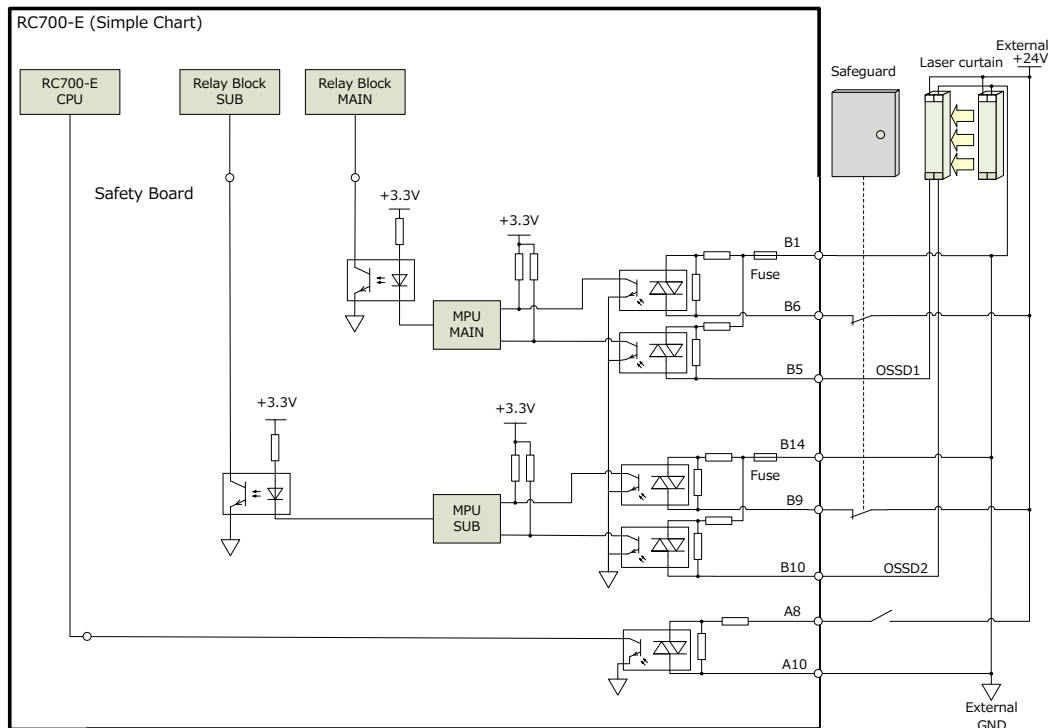 RC700-E (Simple Chart)
RC700-E
CPU
Relay Block
SUB
Relay Block
MAIN
Safety Board
Safeguard
Laser curtain
External
+24V
+3.3V
+3.3V
MPU
MAIN
B1
Fuse
B6
B5
OSSD1
+3.3V
+3.3V
MPU
SUB
B14
Fuse
B9
B10
OSSD2
A8
A10
External
GND